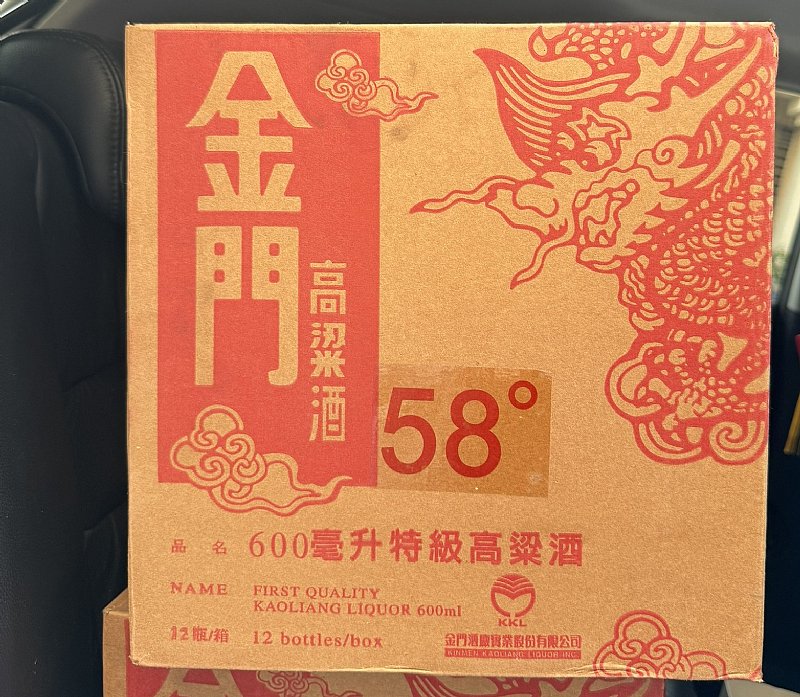 金門
高粱酒
58°
品名 600毫升特級高粱酒
NAME FIRST QUALITY
KAOLIANG LIQUOR 600ml
12瓶/箱 12 bottles/box
KKL
金門酒廠實業股份有限公司
KINMEN KAOLIANG LIQUOR INC.